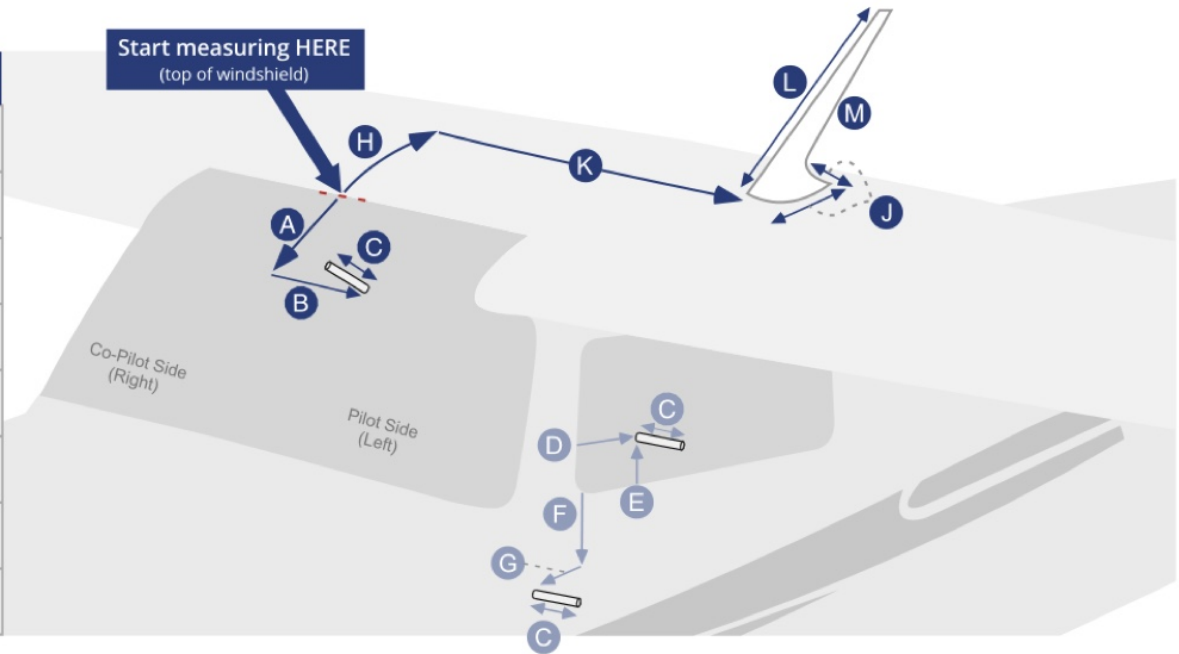 Start measuring HERE
(top of windshield)
L
M
H
K
J
A
C
B
Co-Pilot Side
(Right)
Pilot Side
(Left)
C
D
E
F
G
C